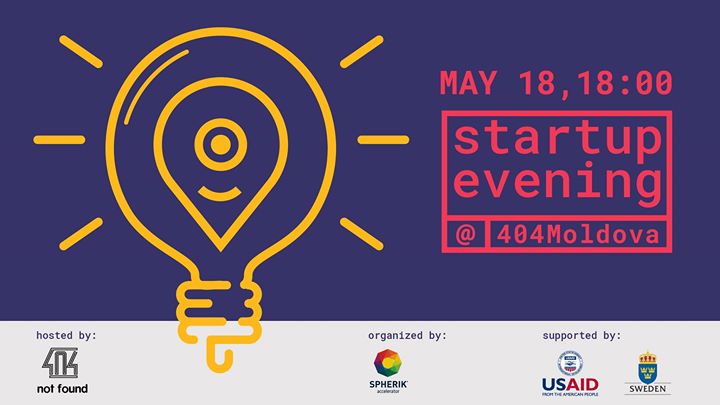 MAY 18,18:00
startup
evening
@ 404Moldova
hosted by:
404
not found
organized by:
SPHERIK
accelerator
supported by:
USAID
FROM THE AMERICAN PEOPLE
SWEDEN